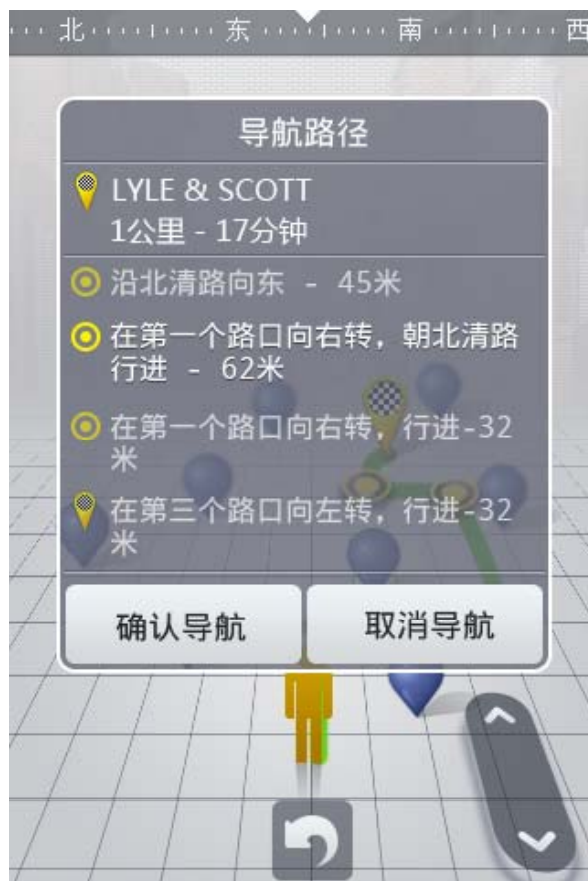 北 东 南 西
导航路径
LYLE & SCOTT
1公里 - 17分钟
沿北清路向东 - 45米
在第一个路口向右转，朝北清路
行进 - 62米
在第一个路口向右转，行进-32
米
在第三个路口向左转，行进-32
米
确认导航 取消导航